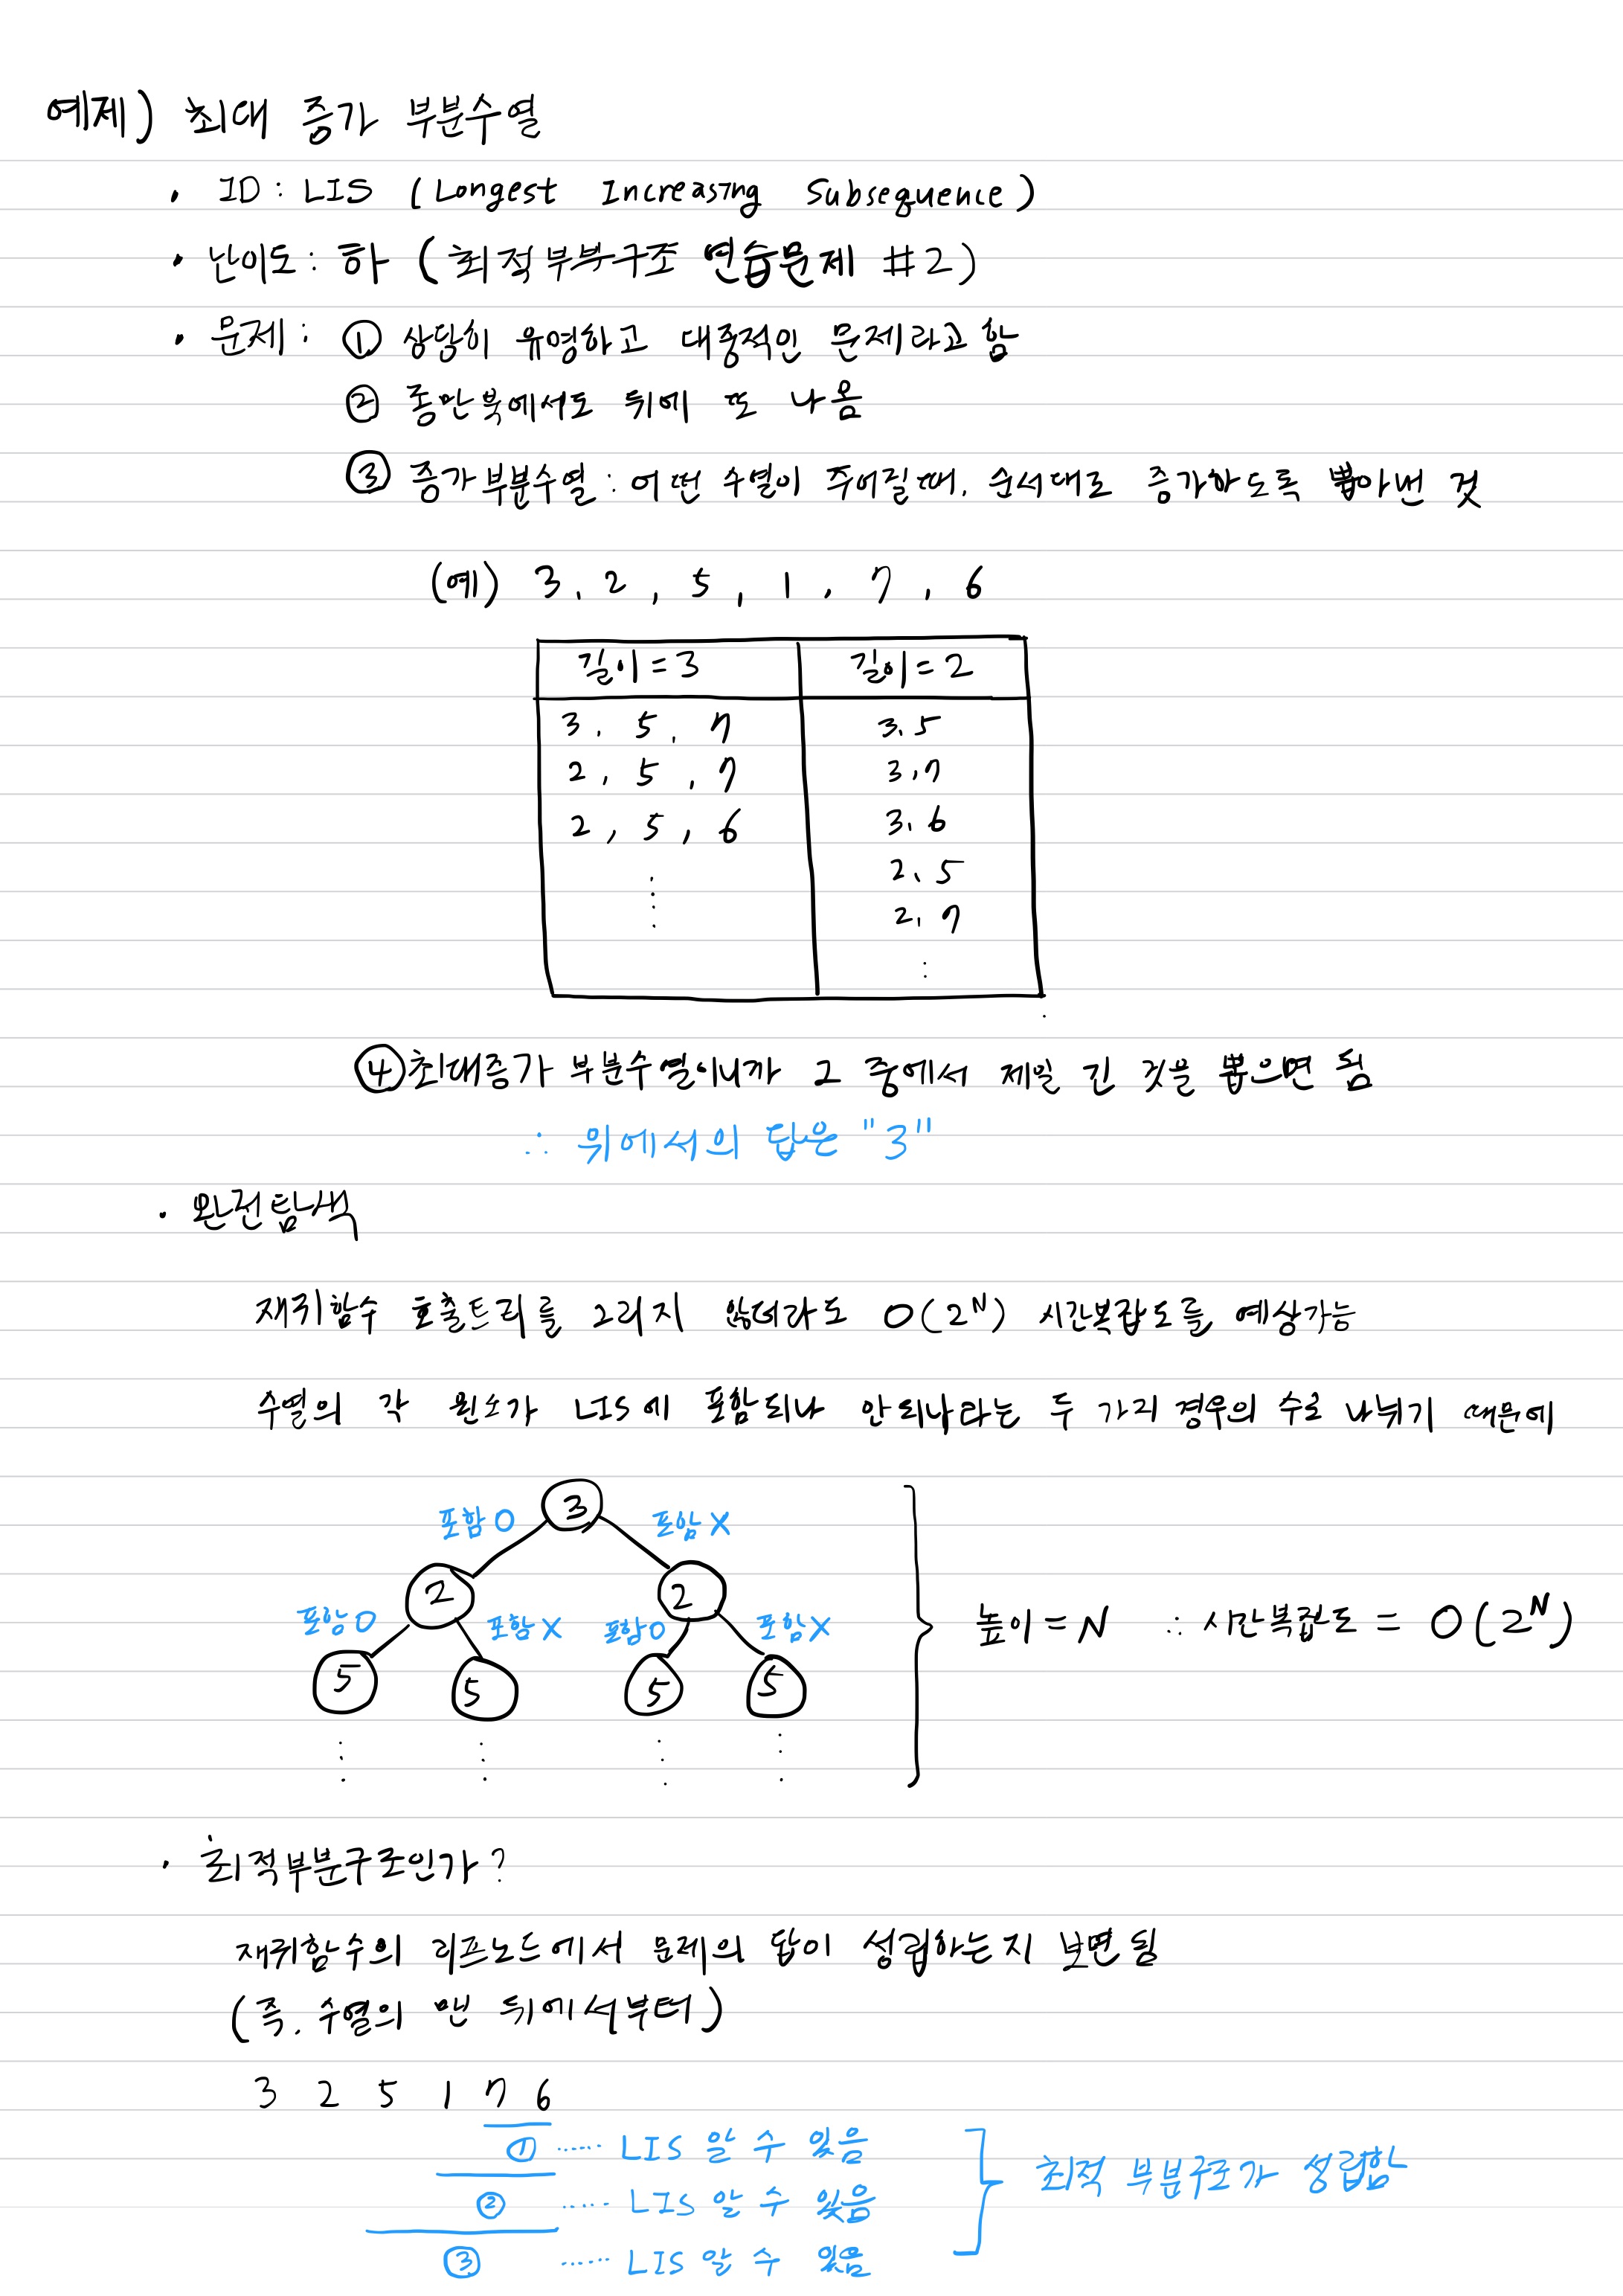 예제) 최대 증가 부분수열
· ID : LIS (Longest Increasing Subsequence)
· 난이도 : 하 (최적부분구조 연습문제 #2)
· 문제 : ① 상당히 유명하고 대중적인 문제라고 함
② 종만북에서도 뒤에 또 나옴
③ 증가부분수열 : 어떤 수열이 주어질때, 순서대로 증가하도록 뽑아낸 것
(예) 3, 2, 5, 1, 7, 6
길이 = 3 길이 = 2
3, 5, 7 3, 5
2, 5, 7 3, 7
2, 5, 6 3, 6
2, 5
2, 7
④ 최대증가 부분수열이니까 그 중에서 제일 긴 것을 뽑으면 됨
∴ 위에서의 답은 "3"
· 완전탐색
재귀함수 호출트리를 그리지 않더라도 O(2^N) 시간복잡도를 예상가능
수열의 각 원소가 LIS에 포함되나 안되나라는 두 가지 경우의 수로 나뉘기 때문에
3
포함 O 포함 X
2 2
포함 O 포함 X 포함 O 포함 X
5 5 5 5
높이 = N ∴ 시간복잡도 = O(2^N)
· 최적부분구조인가?
재귀함수의 리프노드에서 문제의 답이 성립하는지 보면 됨
(즉, 수열의 맨 뒤에서부터)
3 2 5 1 7 6
① ······ LIS 알 수 있음
② ······ LIS 알 수 있음
③ ······ LIS 알 수 있음
최적 부분구조가 성립함